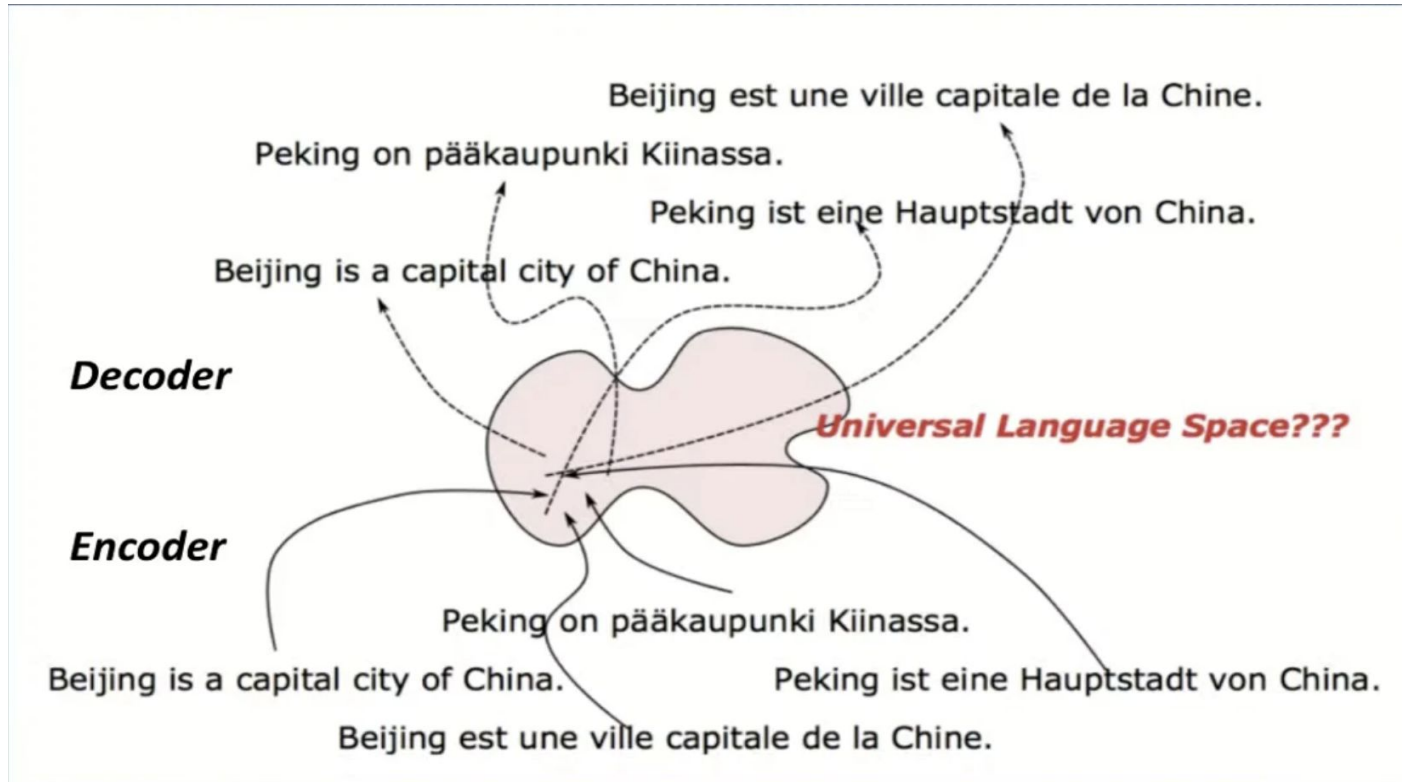 Beijing est une ville capitale de la Chine.
Peking on pääkaupunki Kiinassa.
Peking ist eine Hauptstadt von China.
Beijing is a capital city of China.
Decoder
Universal Language Space???
Encoder
Peking on pääkaupunki Kiinassa.
Beijing is a capital city of China.
Peking ist eine Hauptstadt von China.
Beijing est une ville capitale de la Chine.